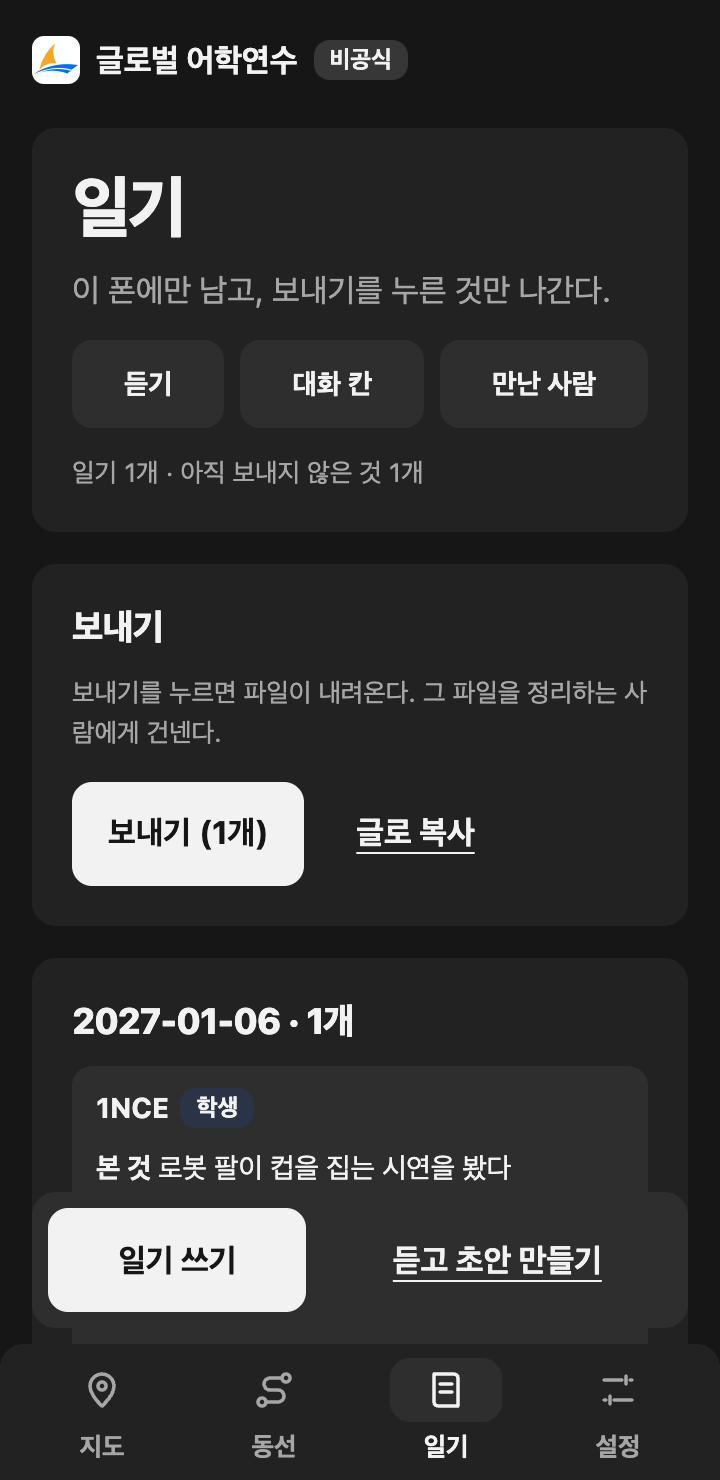 글로벌 어학연수 비공식
일기
이 폰에만 남고, 보내기를 누른 것만 나간다.
듣기 대화 칸 만난 사람
일기 1개 · 아직 보내지 않은 것 1개
보내기
보내기를 누르면 파일이 내려온다. 그 파일을 정리하는 사
람에게 건넨다.
보내기 (1개) 글로 복사
2027-01-06 · 1개
1NCE 학생
본 것 로봇 팔이 컵을 집는 시연을 봤다
일기 쓰기 듣고 초안 만들기
지도 동선 일기 설정